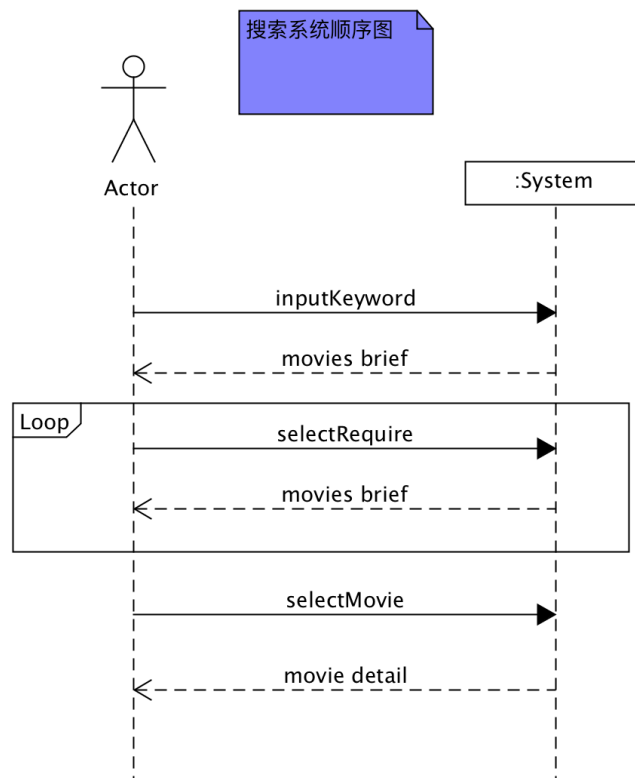 搜索系统顺序图
Actor
:System
inputKeyword
movies brief
Loop
selectRequire
movies brief
selectMovie
movie detail